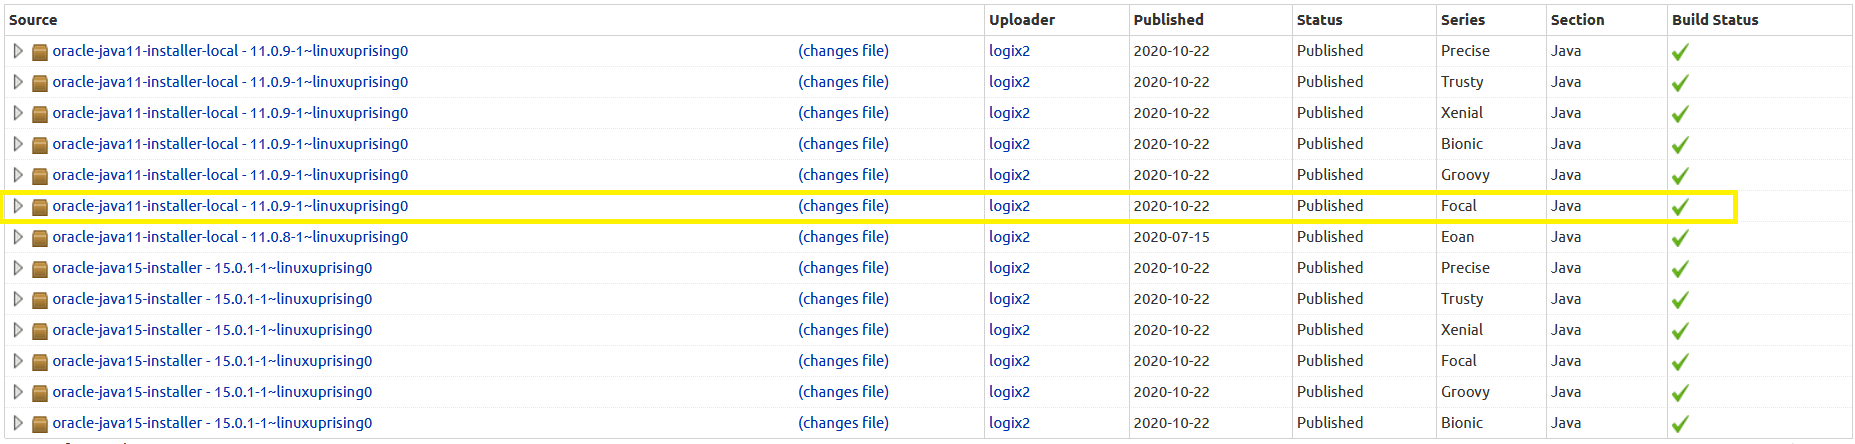 Source Uploader Published Status Series Section Build Status
oracle-java11-installer-local - 11.0.9-1~linuxuprising0 (changes file) logix2 2020-10-22 Published Precise Java
oracle-java11-installer-local - 11.0.9-1~linuxuprising0 (changes file) logix2 2020-10-22 Published Trusty Java
oracle-java11-installer-local - 11.0.9-1~linuxuprising0 (changes file) logix2 2020-10-22 Published Xenial Java
oracle-java11-installer-local - 11.0.9-1~linuxuprising0 (changes file) logix2 2020-10-22 Published Bionic Java
oracle-java11-installer-local - 11.0.9-1~linuxuprising0 (changes file) logix2 2020-10-22 Published Groovy Java
oracle-java11-installer-local - 11.0.9-1~linuxuprising0 (changes file) logix2 2020-10-22 Published Focal Java
oracle-java11-installer-local - 11.0.8-1~linuxuprising0 (changes file) logix2 2020-07-15 Published Eoan Java
oracle-java15-installer - 15.0.1-1~linuxuprising0 (changes file) logix2 2020-10-22 Published Precise Java
oracle-java15-installer - 15.0.1-1~linuxuprising0 (changes file) logix2 2020-10-22 Published Trusty Java
oracle-java15-installer - 15.0.1-1~linuxuprising0 (changes file) logix2 2020-10-22 Published Xenial Java
oracle-java15-installer - 15.0.1-1~linuxuprising0 (changes file) logix2 2020-10-22 Published Focal Java
oracle-java15-installer - 15.0.1-1~linuxuprising0 (changes file) logix2 2020-10-22 Published Groovy Java
oracle-java15-installer - 15.0.1-1~linuxuprising0 (changes file) logix2 2020-10-22 Published Bionic Java